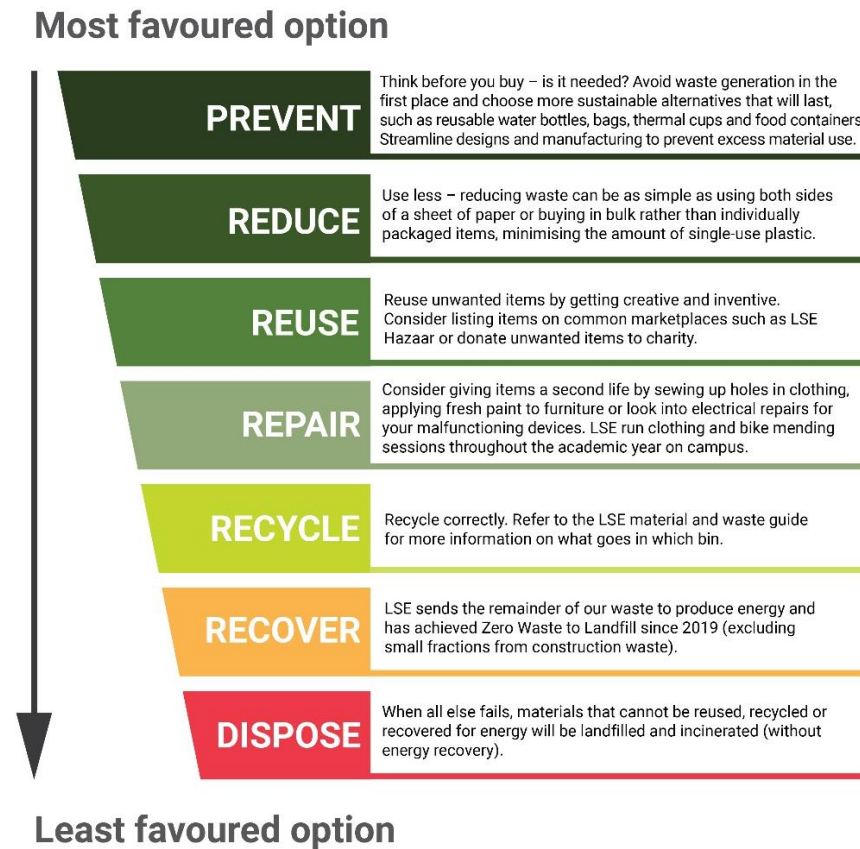 Most favoured option
PREVENT
Think before you buy – is it needed? Avoid waste generation in the
first place and choose more sustainable alternatives that will last,
such as reusable water bottles, bags, thermal cups and food containers
Streamline designs and manufacturing to prevent excess material use.
REDUCE
Use less – reducing waste can be as simple as using both sides
of a sheet of paper or buying in bulk rather than individually
packaged items, minimising the amount of single-use plastic.
REUSE
Reuse unwanted items by getting creative and inventive.
Consider listing items on common marketplaces such as LSE
Hazaar or donate unwanted items to charity.
REPAIR
Consider giving items a second life by sewing up holes in clothing,
applying fresh paint to furniture or look into electrical repairs for
your malfunctioning devices. LSE run clothing and bike mending
sessions throughout the academic year on campus.
RECYCLE
Recycle correctly. Refer to the LSE material and waste guide
for more information on what goes in which bin.
RECOVER
LSE sends the remainder of our waste to produce energy and
has achieved Zero Waste to Landfill since 2019 (excluding
small fractions from construction waste).
DISPOSE
When all else fails, materials that cannot be reused, recycled or
recovered for energy will be landfilled and incinerated (without
energy recovery).
Least favoured option